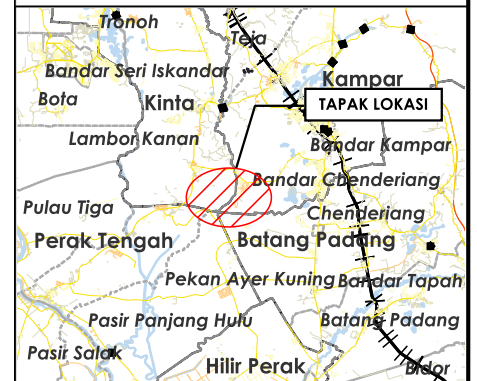 Tronoh
Teja
Bandar Seri Iskandar
Kampar
Bota
Kinta
TAPAK LOKASI
Lambor Kanan
Bandar Kampar
Bandar Chenderiang
Pulau Tiga
Chenderiang
Perak Tengah
Batang Padang
Pekan Ayer Kuning
Bandar Tapah
Pasir Panjang Hulu
Batang Padang
Pasir Salak
Hilir Perak
Bidor